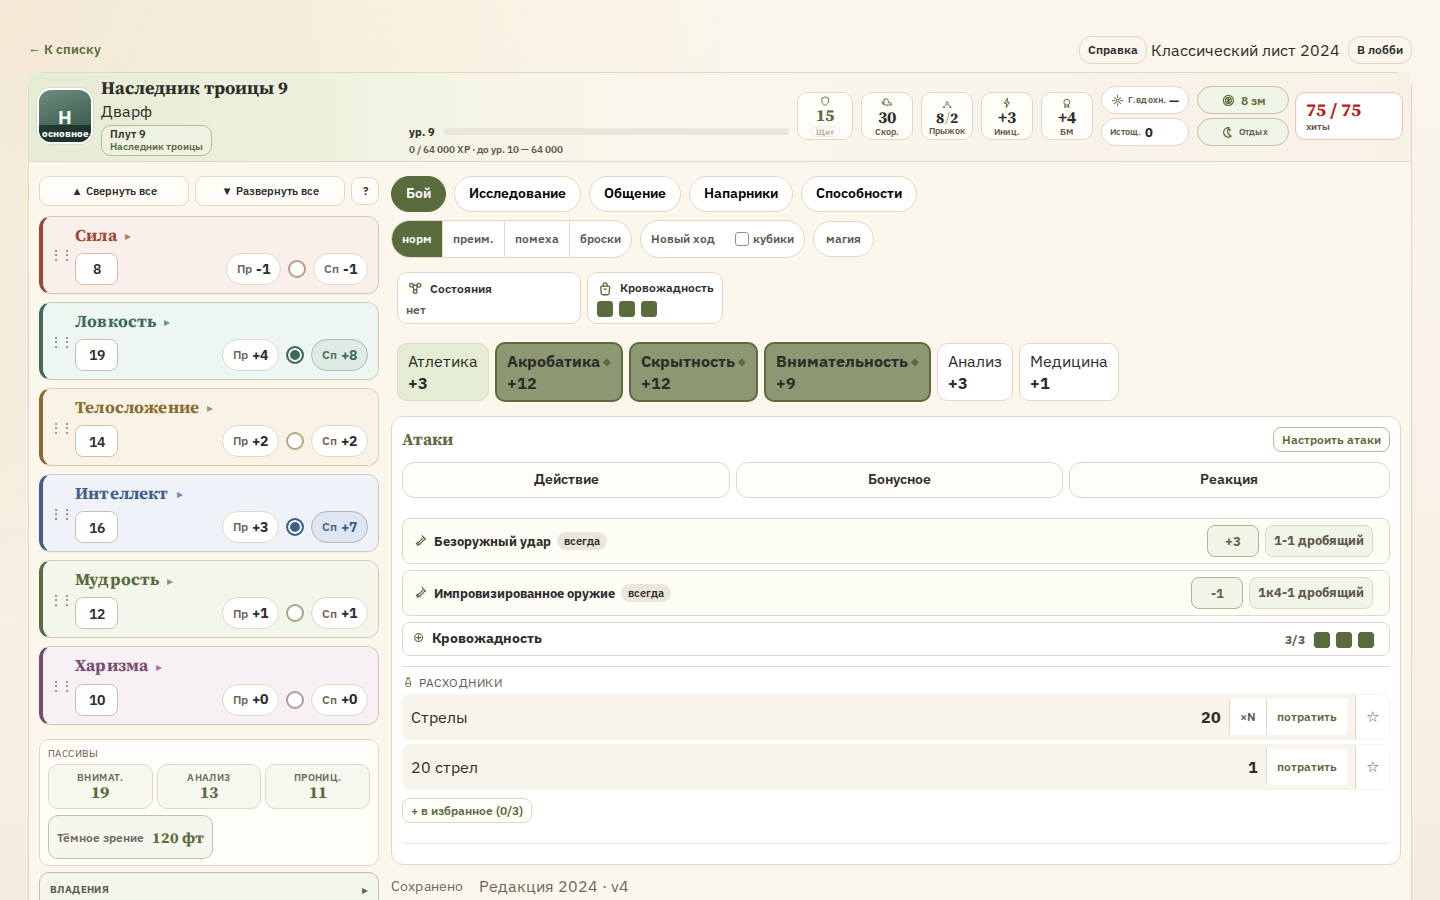 ← К списку
Справка Классический лист 2024 В лобби
Н
основное
Наследник троицы 9
Дварф
Плут 9
Наследник троицы
ур. 9
0 / 64 000 XP · до ур. 10 — 64 000
15
Щит
30
Скор.
8/2
Прыжок
+3
Иниц.
+4
БМ
Г.вдохн. —
Истощ. 0
8 зм
Отдых
75 / 75
хиты
▲ Свернуть все
▼ Развернуть все
?
Сила ▸
8
Пр -1
Сп -1
Ловкость ▸
19
Пр +4
Сп +8
Телосложение ▸
14
Пр +2
Сп +2
Интеллект ▸
16
Пр +3
Сп +7
Мудрость ▸
12
Пр +1
Сп +1
Харизма ▸
10
Пр +0
Сп +0
ПАССИВЫ
ВНИМАТ.
19
АНАЛИЗ
13
ПРОНИЦ.
11
Тёмное зрение 120 фт
ВЛАДЕНИЯ ▸
Бой
Исследование
Общение
Напарники
Способности
норм
преим.
помеха
броски
Новый ход
кубики
магия
Состояния
нет
Кровожадность
Атлетика
+3
Акробатика ◆
+12
Скрытность ◆
+12
Внимательность ◆
+9
Анализ
+3
Медицина
+1
Атаки
Настроить атаки
Действие
Бонусное
Реакция
Безоружный удар всегда
+3
1-1 дробящий
Импровизированное оружие всегда
-1
1к4-1 дробящий
Кровожадность
3/3
РАСХОДНИКИ
Стрелы
20
×N
потратить
☆
20 стрел
1
потратить
☆
+ в избранное (0/3)
Сохранено Редакция 2024 · v4